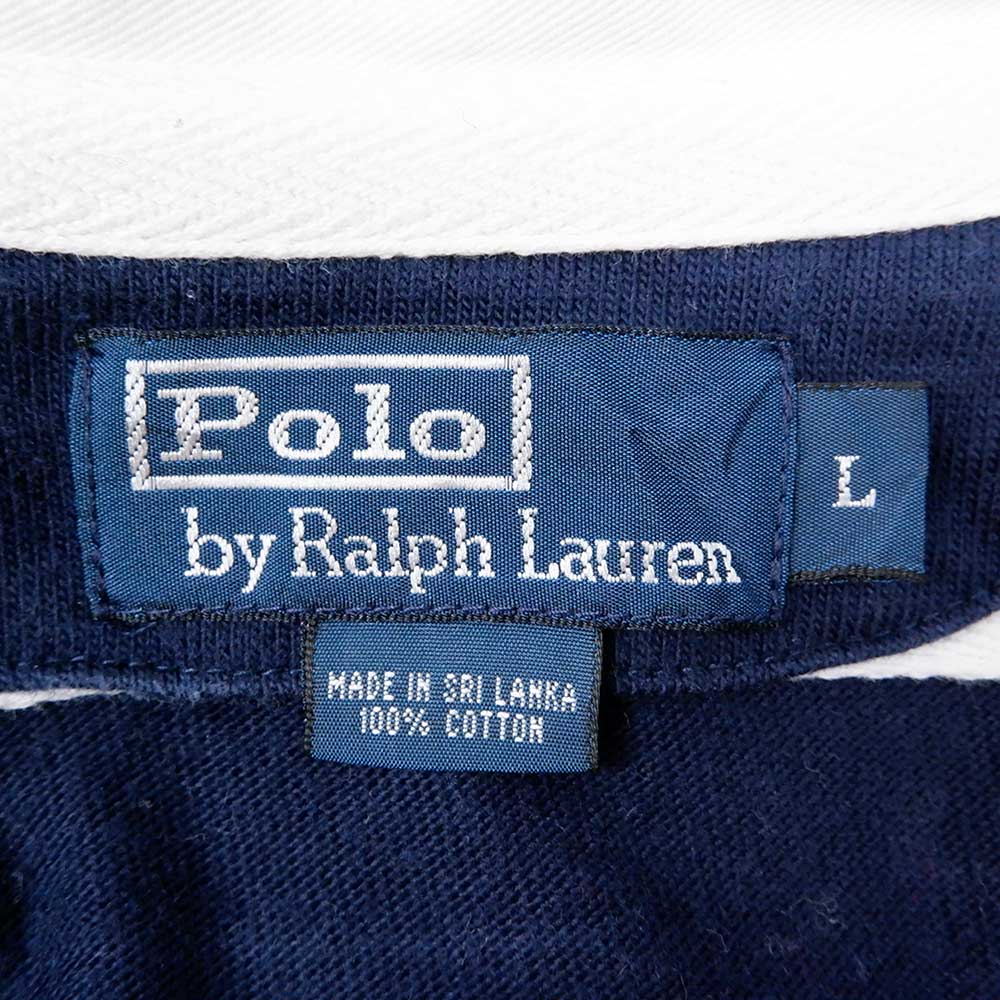 Polo
by Ralph Lauren
L
MADE IN SRI LANKA
100% COTTON